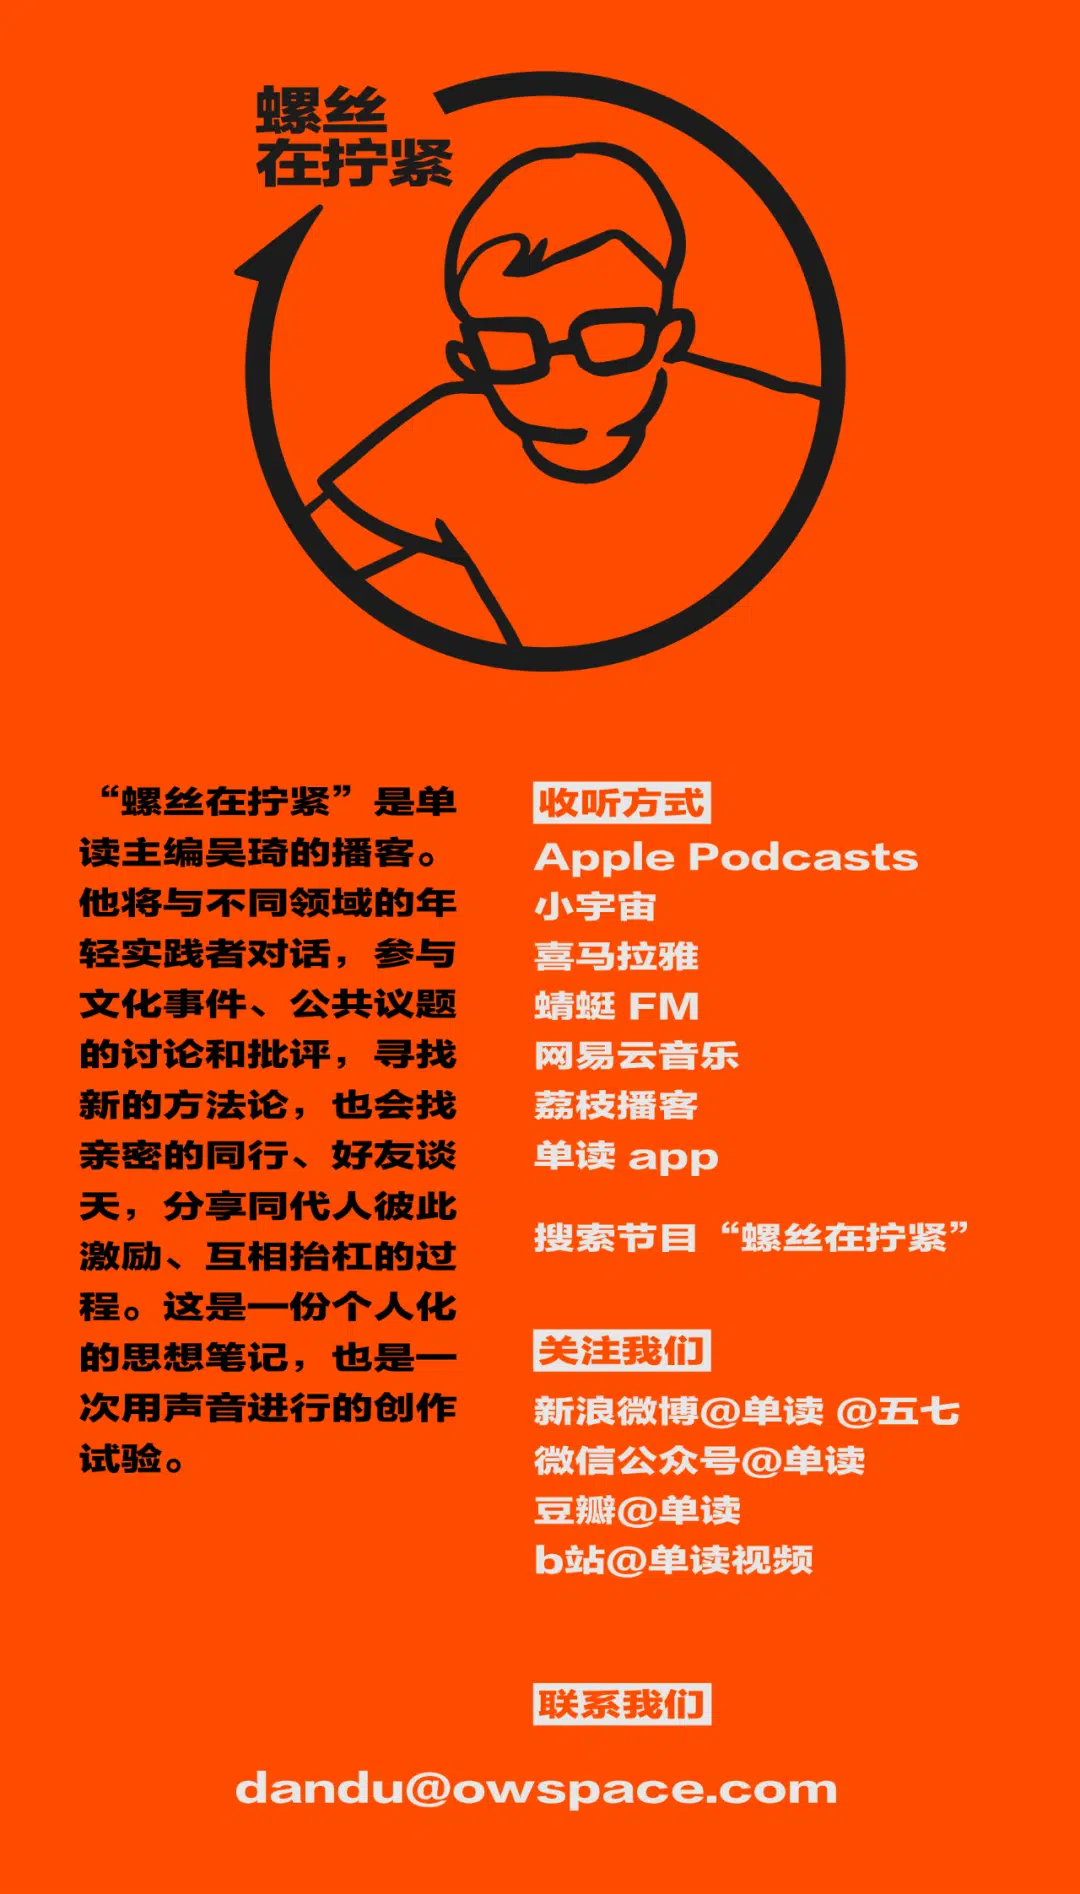 螺丝
在拧紧
“螺丝在拧紧”是单
读主编吴琦的播客。
他将与不同领域的年
轻实践者对话，参与
文化事件、公共议题
的讨论和批评，寻找
新的方法论，也会找
亲密的同行、好友谈
天，分享同代人彼此
激励、互相抬杠的过
程。这是一份个人化
的思想笔记，也是一
次用声音进行的创作
试验。
收听方式
Apple Podcasts
小宇宙
喜马拉雅
蜻蜓 FM
网易云音乐
荔枝播客
单读 app
搜索节目“螺丝在拧紧”
关注我们
新浪微博@单读 @五七
微信公众号@单读
豆瓣@单读
b站@单读视频
联系我们
dandu@owspace.com